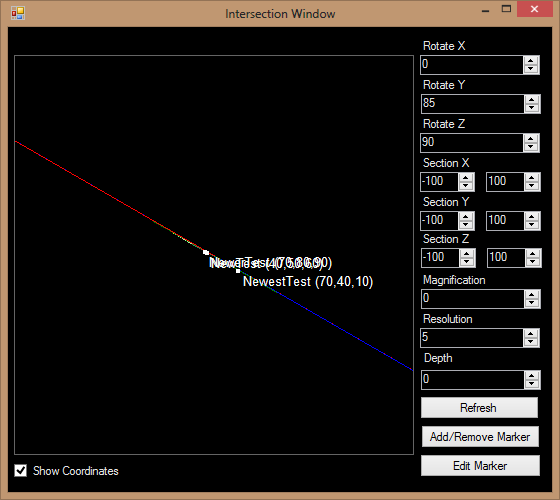 Intersection Window
Rotate X
0
Rotate Y
85
Rotate Z
90
Section X
-100 100
Section Y
-100 100
Section Z
-100 100
Magnification
0
Resolution
5
Depth
0
Refresh
Add/Remove Marker
Edit Marker
NewestTest (70,40,10)
Show Coordinates